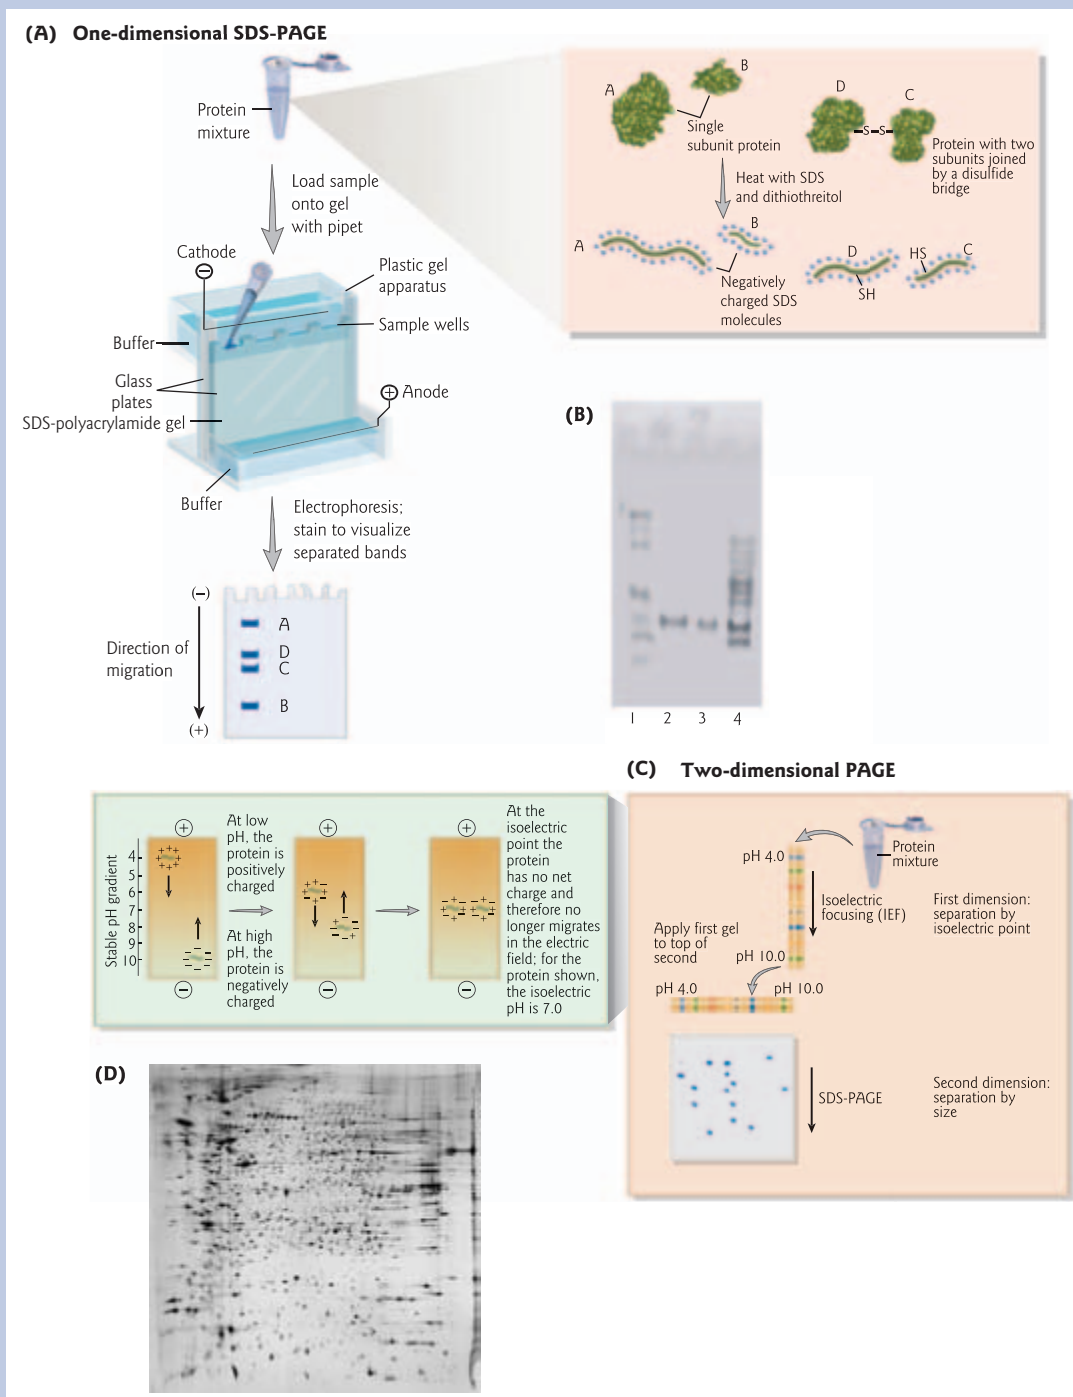 (A) One-dimensional SDS-PAGE
Protein
mixture
Load sample
onto gel
with pipet
Cathode
−
Plastic gel
apparatus
Sample wells
Buffer
Glass
plates
SDS-polyacrylamide gel
+ Anode
Buffer
Electrophoresis;
stain to visualize
separated bands
(−)
Direction of
migration
(+)
A
D
C
B
A
B
Single
subunit protein
D
C
S–S
Protein with two
subunits joined
by a disulfide
bridge
Heat with SDS
and dithiothreitol
A
B
Negatively
charged SDS
molecules
D
SH
HS
C
(B)
1 2 3 4
(C) Two-dimensional PAGE
Stable pH gradient
4
5
6
7
8
9
10
+
−
At low
pH, the
protein is
positively
charged
At high
pH, the
protein is
negatively
charged
+
−
+
−
At the
isoelectric
point the
protein
has no net
charge and
therefore no
longer migrates
in the electric
field; for the
protein shown,
the isoelectric
pH is 7.0
Protein
mixture
pH 4.0
Isoelectric
focusing (IEF)
First dimension:
separation by
isoelectric point
Apply first gel
to top of
second
pH 10.0
pH 4.0
pH 10.0
SDS-PAGE
Second dimension:
separation by
size
(D)